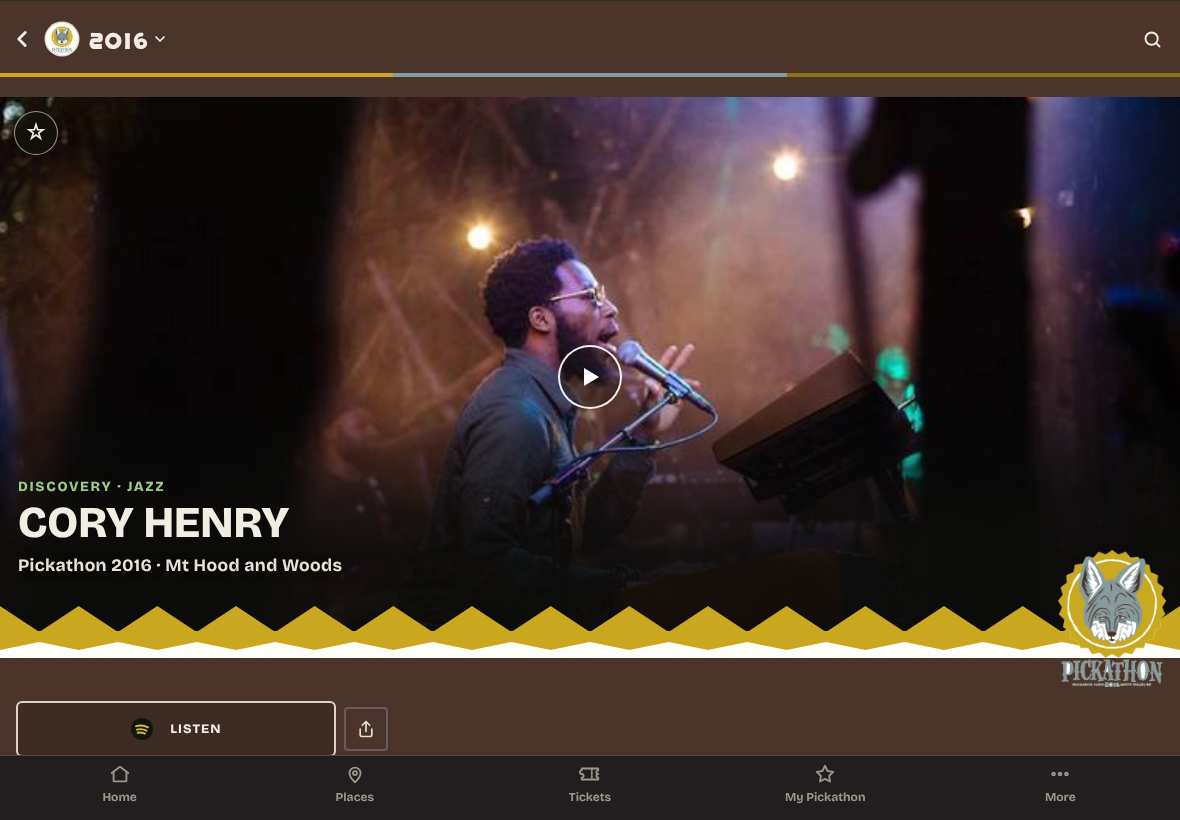 2016
DISCOVERY · JAZZ
CORY HENRY
Pickathon 2016 · Mt Hood and Woods
PICKATHON
LISTEN
Home
Places
Tickets
My Pickathon
More